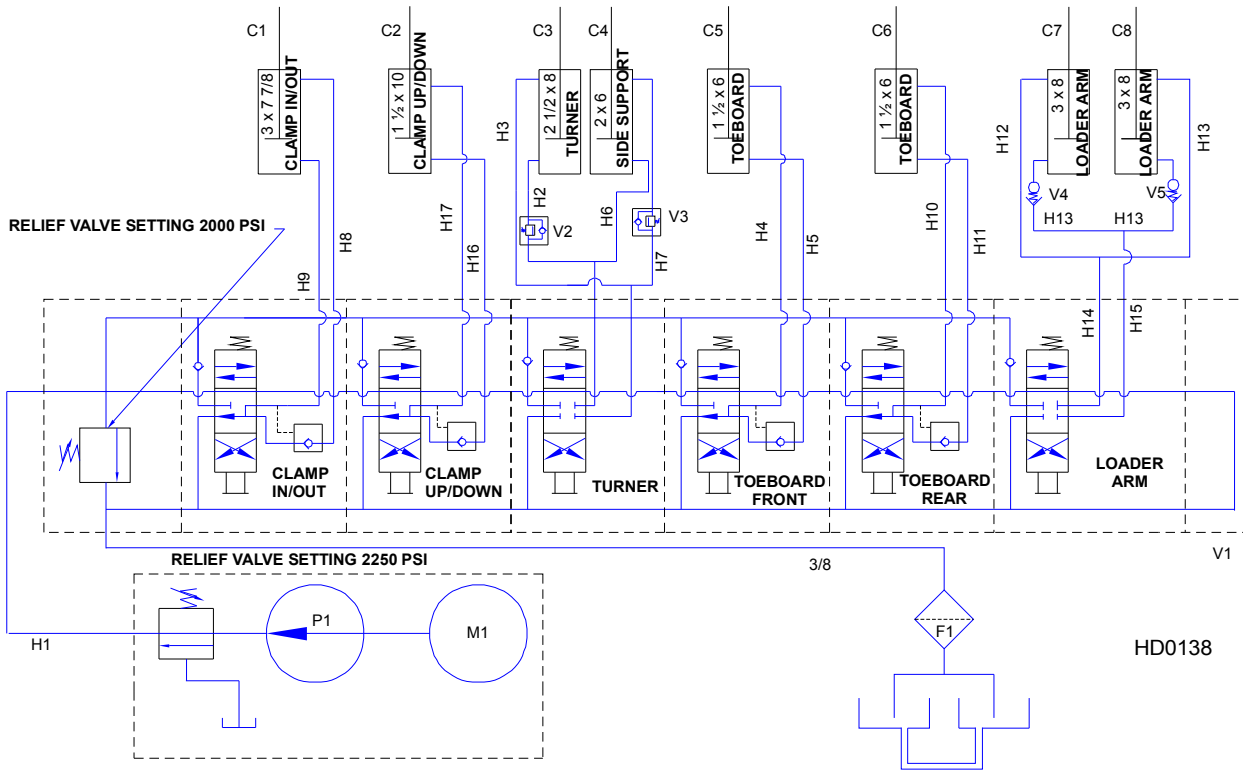 C1
C2
C3
C4
C5
C6
C7
C8
3 x 7 7/8
CLAMP IN/OUT
1 ½ x 10
CLAMP UP/DOWN
2 1/2 x 8
TURNER
2 x 6
SIDE SUPPORT
1 ½ x 6
TOEBOARD
1 ½ x 6
TOEBOARD
3 x 8
LOADER ARM
3 x 8
LOADER ARM
H3
H12
H13
H2
H6
V4
V5
H13
H13
H17
H4
H10
V2
V3
RELIEF VALVE SETTING 2000 PSI
H8
H16
H7
H5
H11
H9
H14
H15
CLAMP
IN/OUT
CLAMP
UP/DOWN
TURNER
TOEBOARD
FRONT
TOEBOARD
REAR
LOADER
ARM
RELIEF VALVE SETTING 2250 PSI
3/8
V1
P1
M1
F1
H1
HD0138